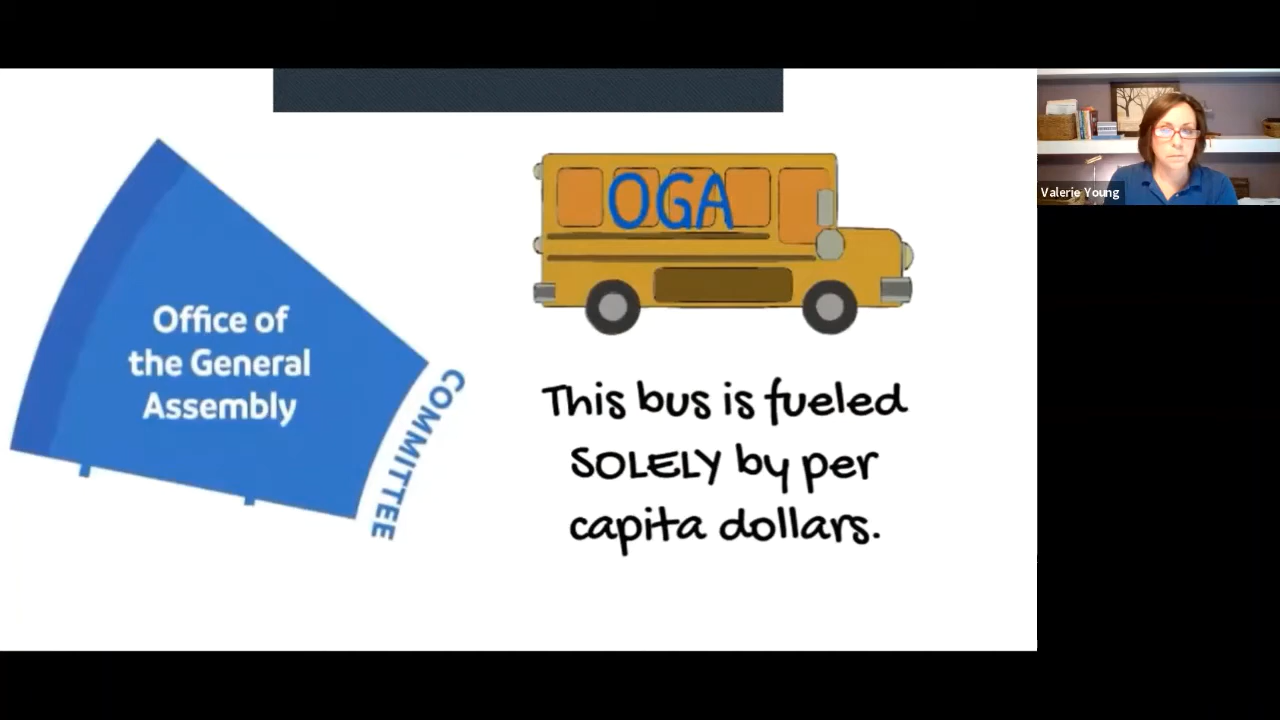 Office of
the General
Assembly
COMMITTEE
OGA
This bus is fueled
SOLELY by per
capita dollars.
Valerie Young